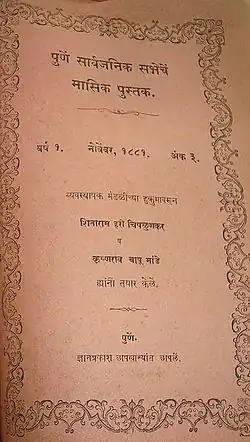 पुणें सार्वजनिक सभेचें
मासिक पुस्तक.
वर्ष १. नोवेंबर, १८८१. अंक ३.
व्यवस्थापक मंडळीच्या हुकुमावरून
शिताराम हरी चिपळुणकर
व
कृष्णराव बापू मांडे
ह्यांनी तयार केलें.
पुणें.
ज्ञानप्रकाश छापखान्यांत छापलें.